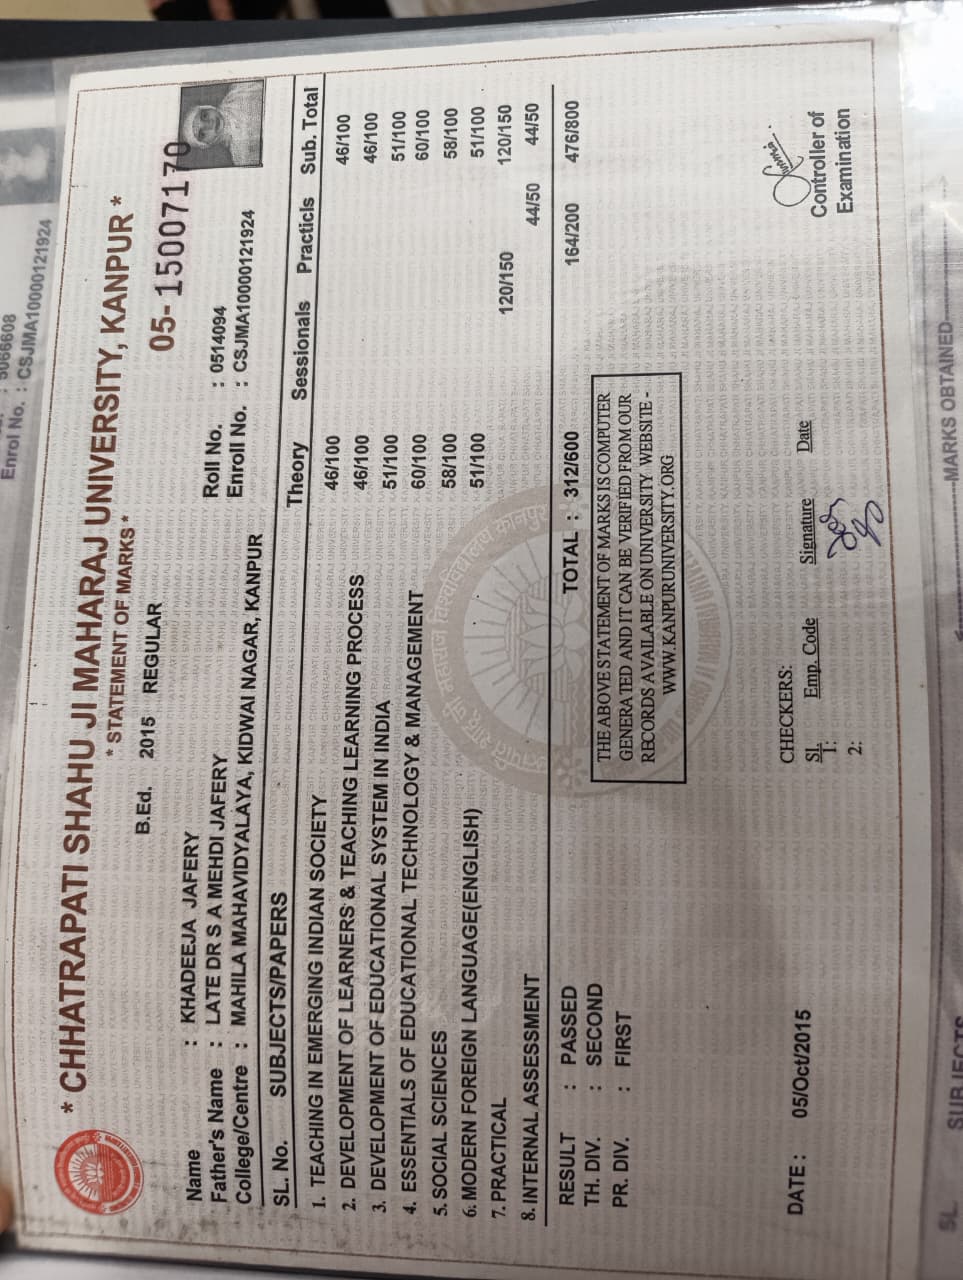 5066608
Enrol No. : CSJMA10000121924
* CHHATRAPATI SHAHU JI MAHARAJ UNIVERSITY, KANPUR *
* STATEMENT OF MARKS *
B.Ed. 2015 REGULAR
05-15007170
Name : KHADEEJA JAFERY Roll No. : 0514094
Father's Name : LATE DR S A MEHDI JAFERY Enroll No. : CSJMA10000121924
College/Centre : MAHILA MAHAVIDYALAYA, KIDWAI NAGAR, KANPUR
SL. No. SUBJECTS/PAPERS Theory Sessionals Practicls Sub. Total
1. TEACHING IN EMERGING INDIAN SOCIETY 46/100 46/100
2. DEVELOPMENT OF LEARNERS & TEACHING LEARNING PROCESS 46/100 46/100
3. DEVELOPMENT OF EDUCATIONAL SYSTEM IN INDIA 51/100 51/100
4. ESSENTIALS OF EDUCATIONAL TECHNOLOGY & MANAGEMENT 60/100 60/100
5. SOCIAL SCIENCES 58/100 58/100
6. MODERN FOREIGN LANGUAGE(ENGLISH) 51/100 51/100
7. PRACTICAL 120/150 120/150
8. INTERNAL ASSESSMENT 44/50 44/50
RESULT : PASSED TOTAL : 312/600 164/200 476/800
TH. DIV. : SECOND
PR. DIV. : FIRST
THE ABOVE STATEMENT OF MARKS IS COMPUTER
GENERATED AND IT CAN BE VERIFIED FROM OUR
RECORDS AVAILABLE ON UNIVERSITY WEBSITE -
WWW.KANPURUNIVERSITY.ORG
CHECKERS:
Sl Emp. Code Signature Date
1:
2:
DATE : 05/Oct/2015
Controller of
Examination
MARKS OBTAINED
SL SUBJECTS